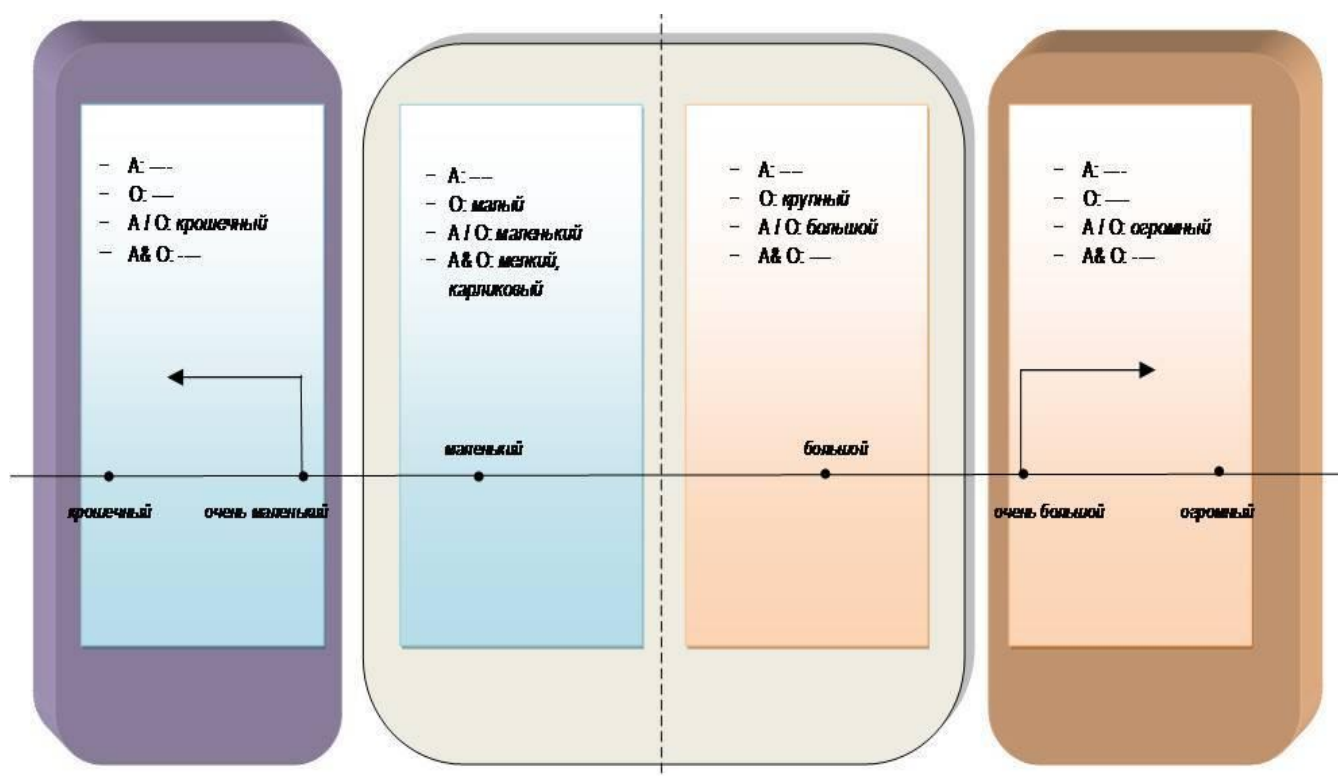 – А: ----
– О: ----
– А / О: крошечный
– А& О: ----
– А: ----
– О: малый
– А / О: маленький
– А& О: мелкий,
карликовый
– А: ----
– О: крупный
– А / О: большой
– А& О: ----
– А: ----
– О: ----
– А / О: огромный
– А& О: ----
маленький
большой
крошечный
очень маленький
очень большой
огромный